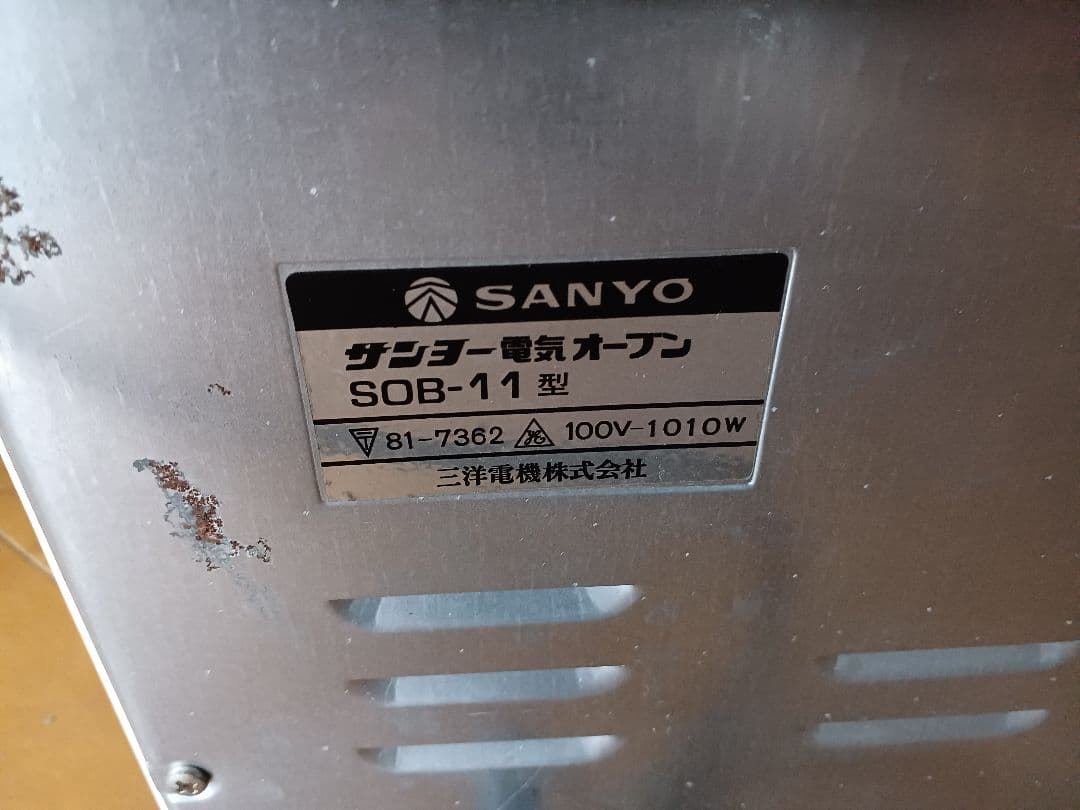 SANYO
サンヨー電気オーブン
SOB-11型
〒81-7362 100V-1010W
三洋電機株式会社